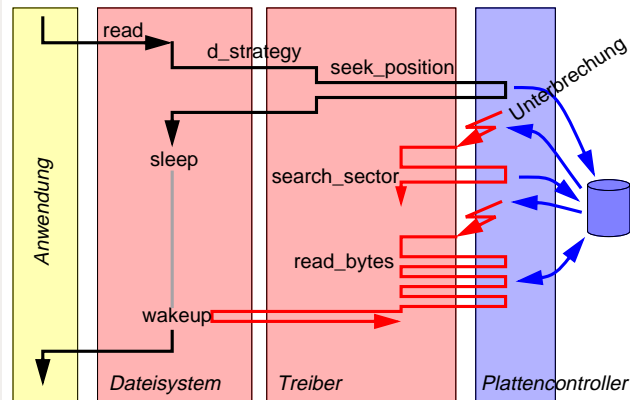 read
d_strategy
seek_position
Unterbrechung
sleep
search_sector
Anwendung
read_bytes
wakeup
Dateisystem
Treiber
Plattencontroller